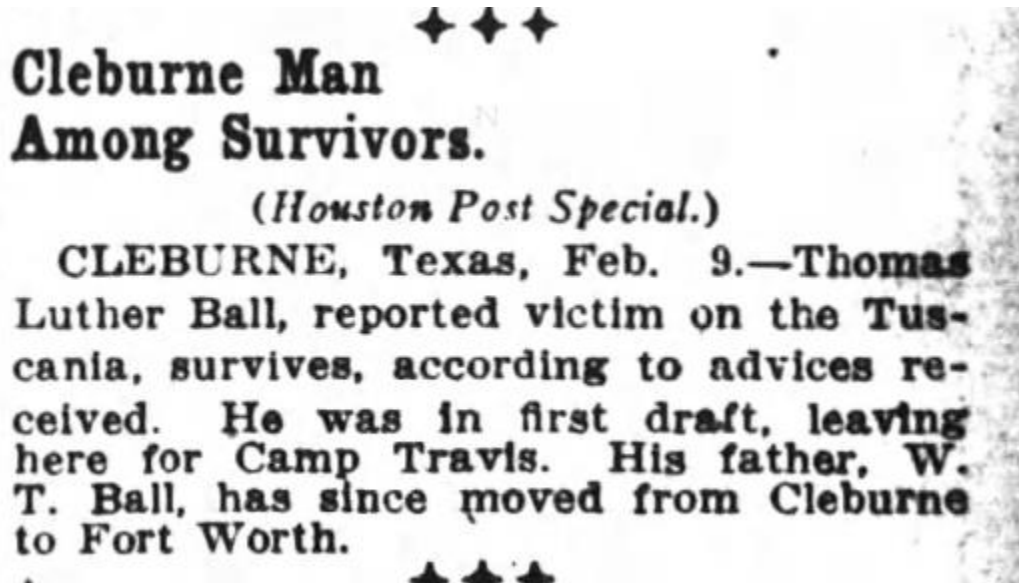 Cleburne Man
Among Survivors.
(Houston Post Special.)
CLEBURNE, Texas, Feb. 9.—Thomas
Luther Ball, reported victim on the Tus-
cania, survives, according to advices re-
ceived. He was in first draft, leaving
here for Camp Travis. His father, W.
T. Ball, has since moved from Cleburne
to Fort Worth.